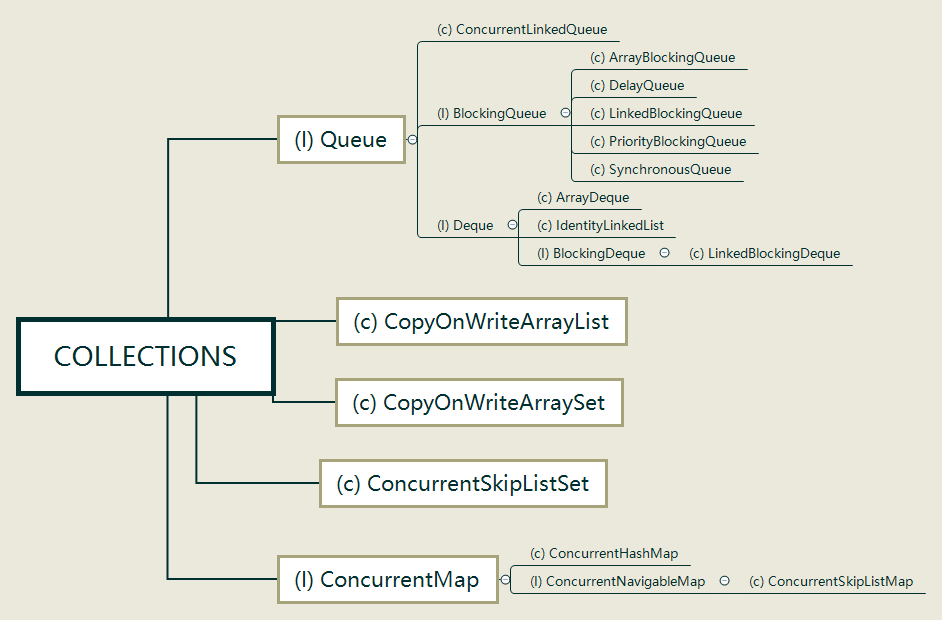 (c) ConcurrentLinkedQueue
(c) ArrayBlockingQueue
(c) DelayQueue
(I) BlockingQueue
(c) LinkedBlockingQueue
(I) Queue
(c) PriorityBlockingQueue
(c) SynchronousQueue
(c) ArrayDeque
(I) Deque
(c) IdentityLinkedList
(I) BlockingDeque
(c) LinkedBlockingDeque
(c) CopyOnWriteArrayList
COLLECTIONS
(c) CopyOnWriteArraySet
(c) ConcurrentSkipListSet
(c) ConcurrentHashMap
(I) ConcurrentMap
(I) ConcurrentNavigableMap
(c) ConcurrentSkipListMap